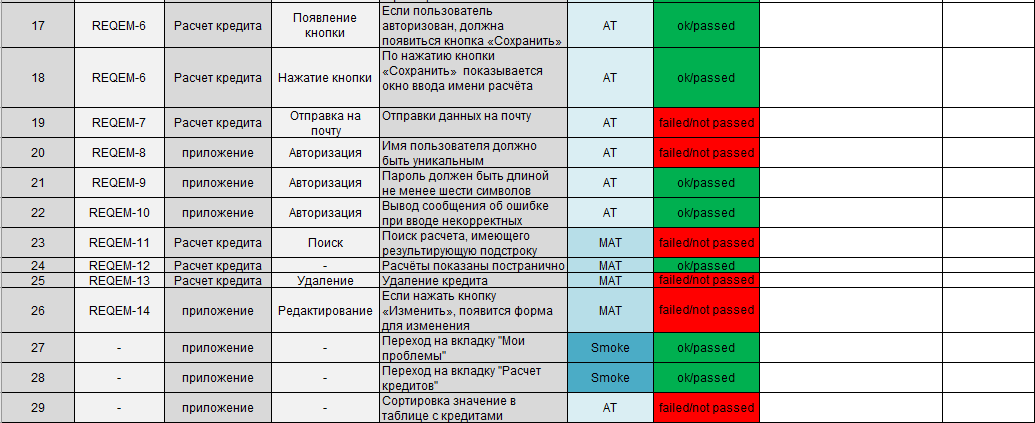 17 REQEM-6 Расчет кредита Появление кнопки Если пользователь авторизован, должна появиться кнопка «Сохранить» AT ok/passed
18 REQEM-6 Расчет кредита Нажатие кнопки По нажатию кнопки «Сохранить» показывается окно ввода имени расчёта AT ok/passed
19 REQEM-7 Расчет кредита Отправка на почту Отправки данных на почту AT failed/not passed
20 REQEM-8 приложение Авторизация Имя пользователя должно быть уникальным AT failed/not passed
21 REQEM-9 приложение Авторизация Пароль должен быть длиной не менее шести символов AT ok/passed
22 REQEM-10 приложение Авторизация Вывод сообщения об ошибке при вводе некорректных AT ok/passed
23 REQEM-11 Расчет кредита Поиск Поиск расчета, имеющего результирующую подстроку MAT failed/not passed
24 REQEM-12 Расчет кредита - Расчёты показаны постранично MAT ok/passed
25 REQEM-13 Расчет кредита Удаление Удаление кредита MAT failed/not passed
26 REQEM-14 приложение Редактирование Если нажать кнопку «Изменить», появится форма для изменения MAT failed/not passed
27 - приложение - Переход на вкладку "Мои проблемы" Smoke ok/passed
28 - приложение - Переход на вкладку "Расчет кредитов" Smoke ok/passed
29 - приложение - Сортировка значение в таблице с кредитами AT failed/not passed